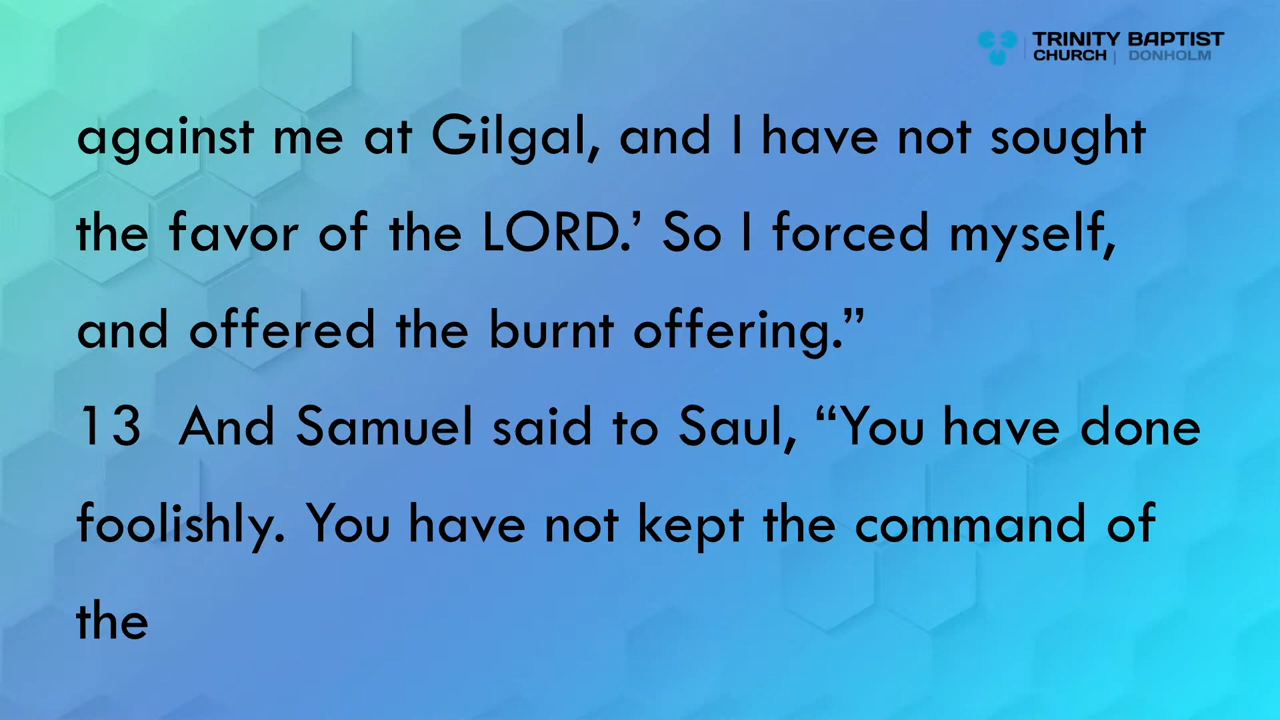 TRINITY BAPTIST
CHURCH | DONHOLM
against me at Gilgal, and I have not sought
the favor of the LORD.’ So I forced myself,
and offered the burnt offering.”
13 And Samuel said to Saul, “You have done
foolishly. You have not kept the command of
the